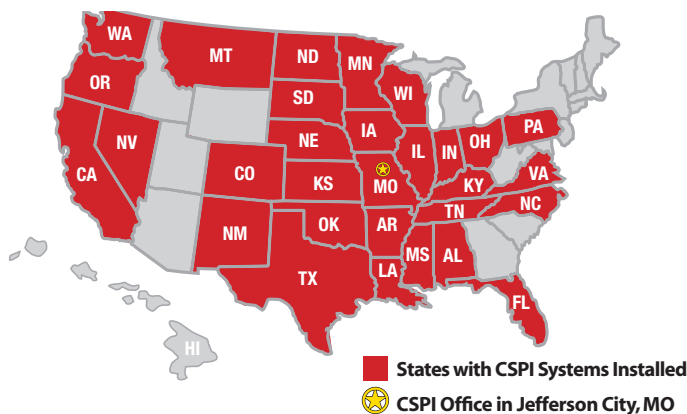 WA
MT
ND
MN
OR
SD
WI
NV
NE
IA
IL
IN
OH
PA
CA
CO
KS
MO
KY
VA
NM
OK
AR
TN
NC
TX
LA
MS
AL
FL
HI
States with CSPI Systems Installed
CSPI Office in Jefferson City, MO